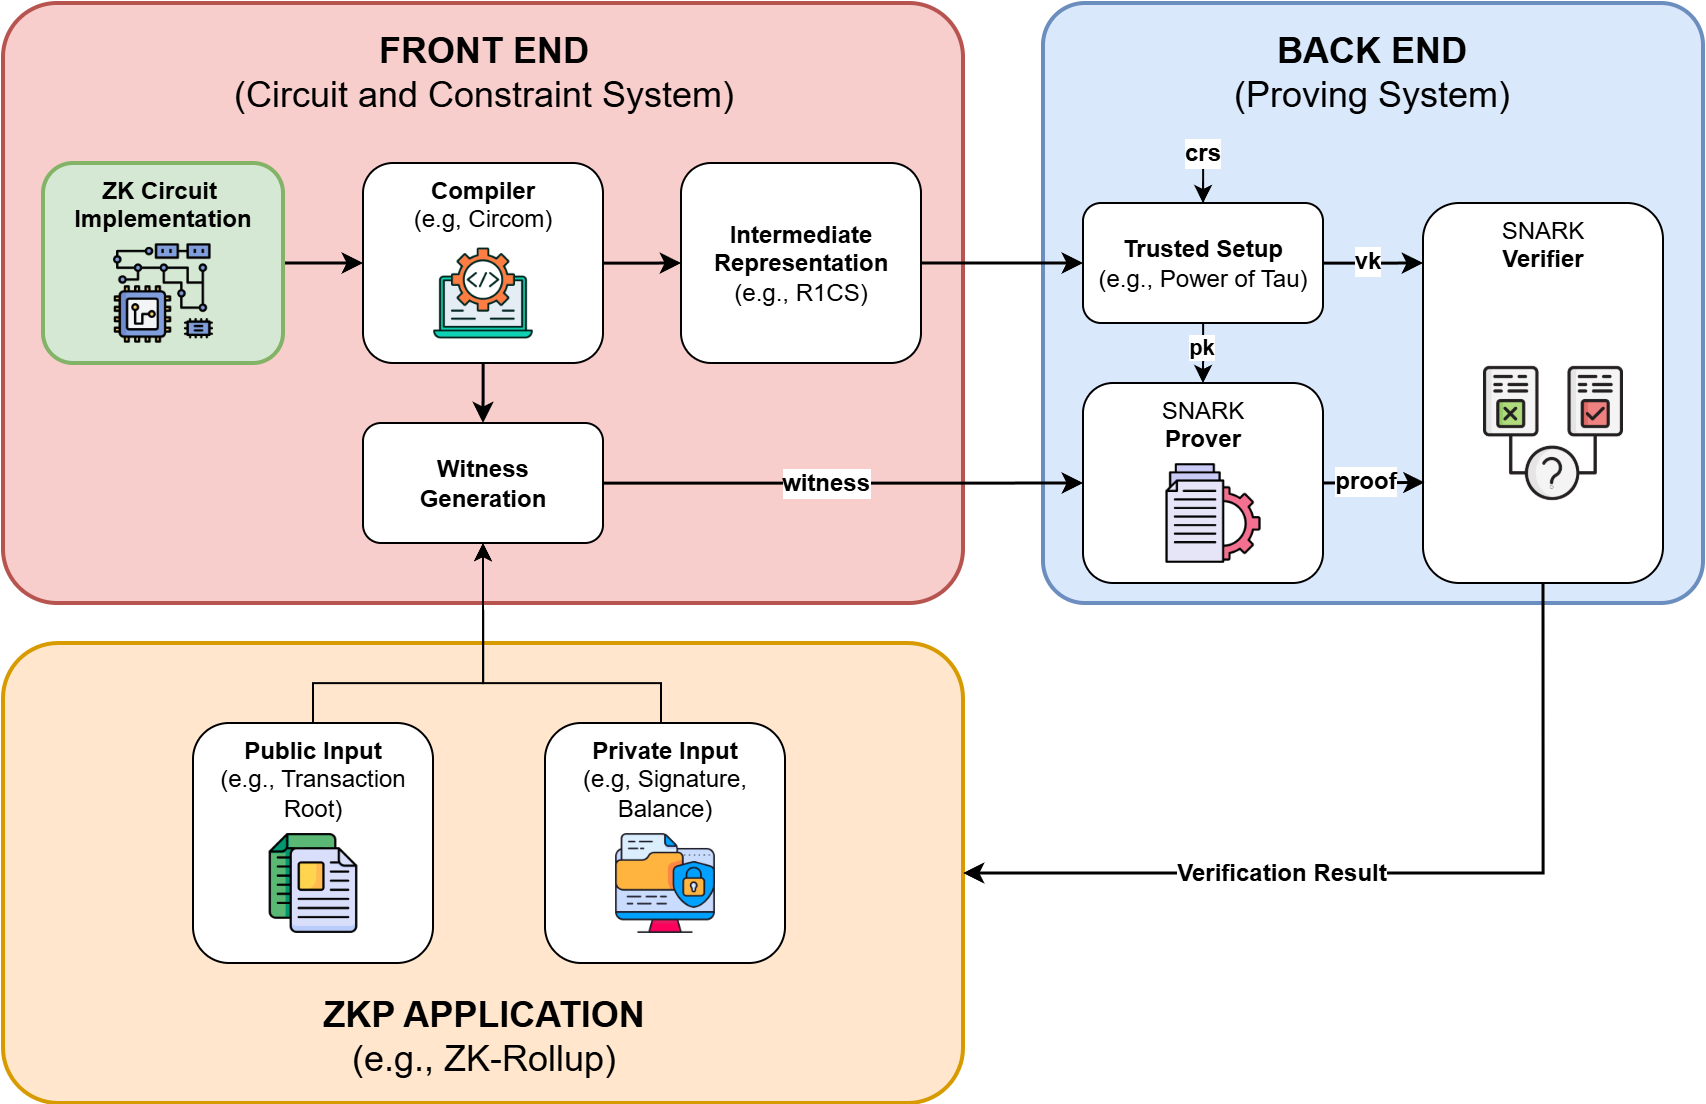 FRONT END
(Circuit and Constraint System)
ZK Circuit
Implementation
Compiler
(e.g, Circom)
Intermediate
Representation
(e.g., R1CS)
Witness
Generation
witness
BACK END
(Proving System)
crs
Trusted Setup
(e.g., Power of Tau)
vk
pk
SNARK
Prover
proof
SNARK
Verifier
Public Input
(e.g., Transaction
Root)
Private Input
(e.g, Signature,
Balance)
Verification Result
ZKP APPLICATION
(e.g., ZK-Rollup)